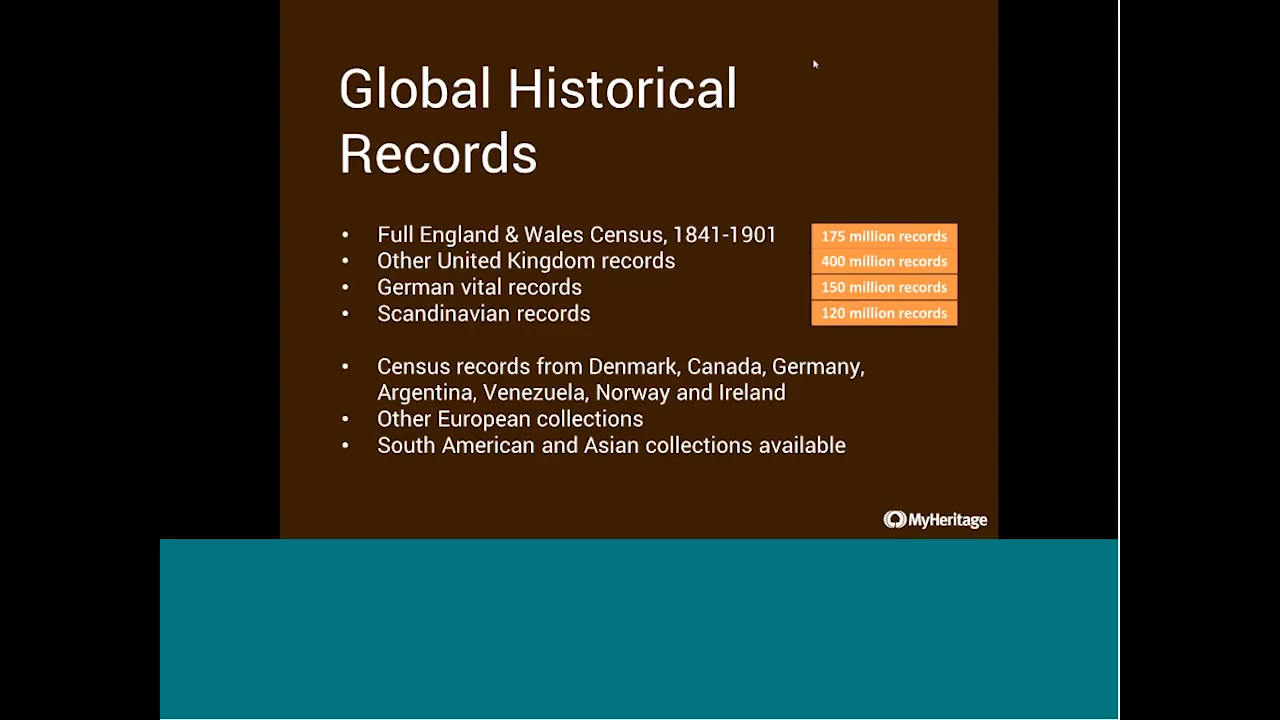 Global Historical
Records
• Full England & Wales Census, 1841-1901 175 million records
• Other United Kingdom records 400 million records
• German vital records 150 million records
• Scandinavian records 120 million records
• Census records from Denmark, Canada, Germany,
Argentina, Venezuela, Norway and Ireland
• Other European collections
• South American and Asian collections available
MyHeritage